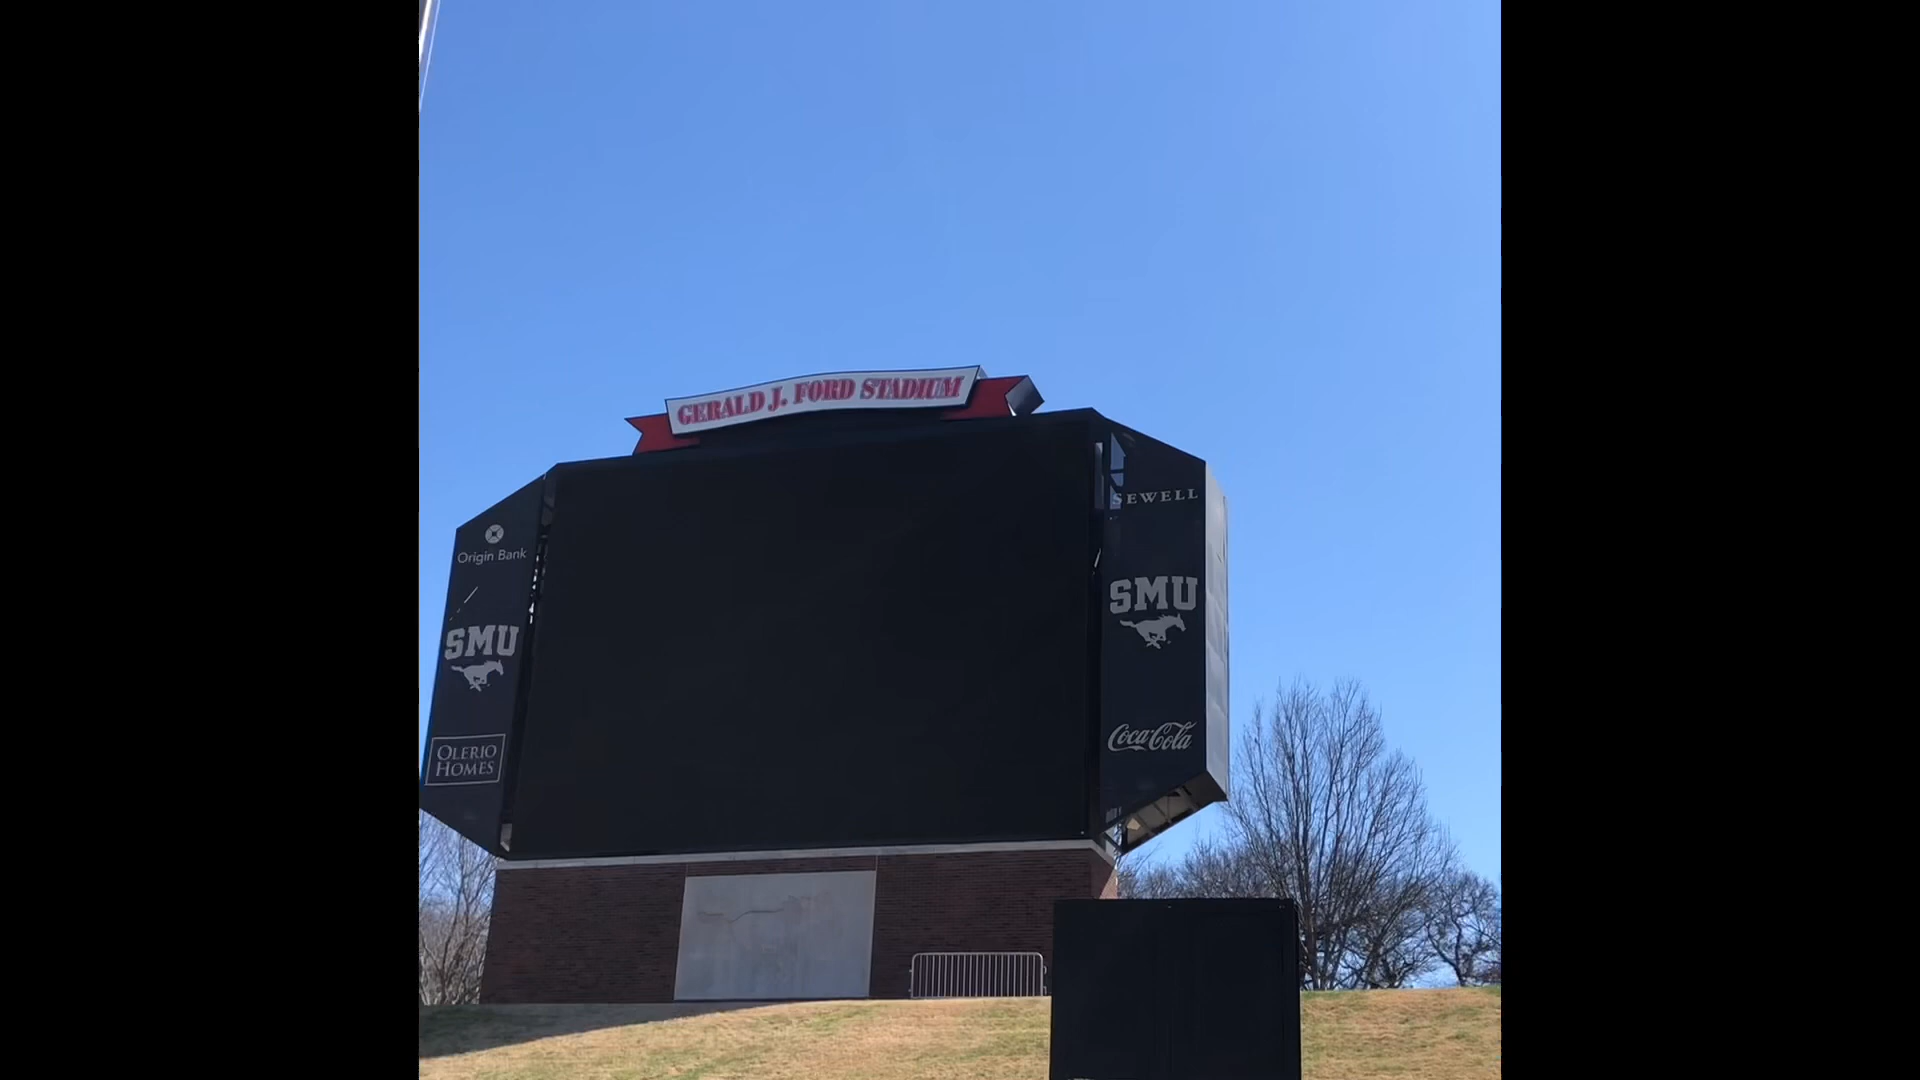 GERALD J. FORD STADIUM
Origin Bank
SMU
OLERIO
HOMES
SEWELL
SMU
Coca-Cola